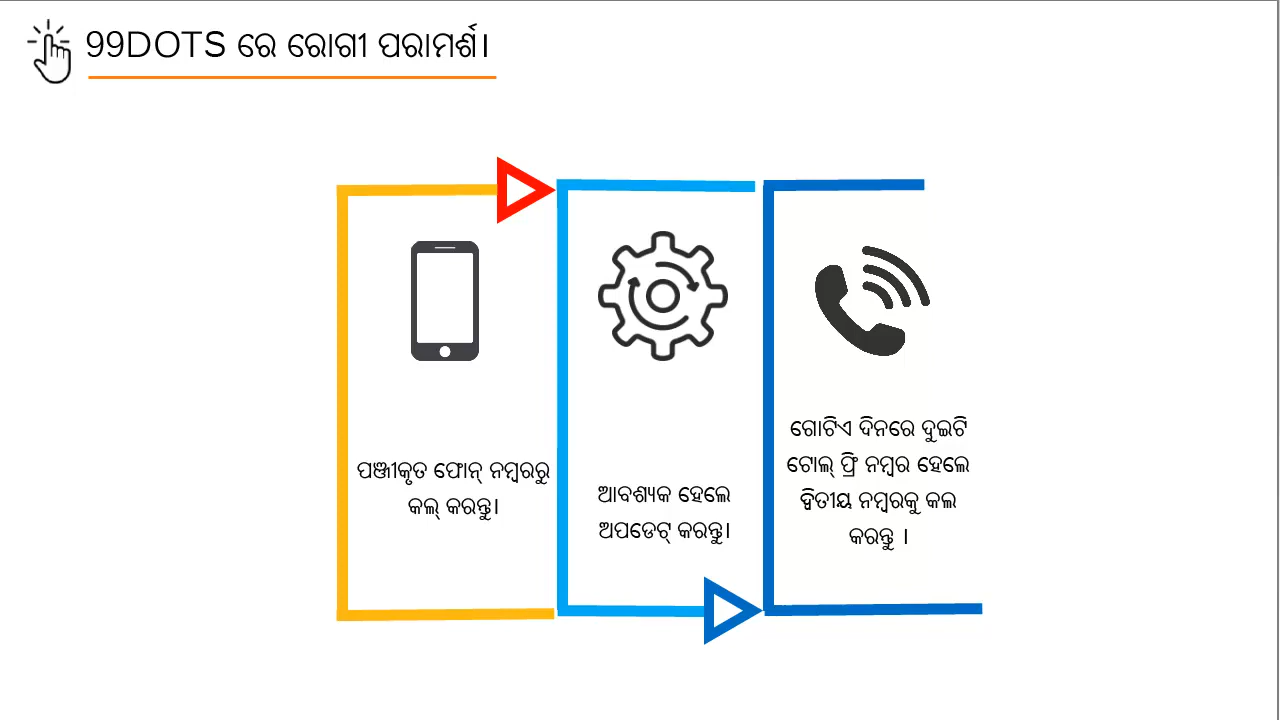 99DOTS ରେ ରୋଗୀ ପରାମର୍ଶ।
ପଞ୍ଜୀକୃତ ଫୋନ୍ ନମ୍ବରରୁ
କଲ୍ କରନ୍ତୁ।
ଆବଶ୍ୟକ ହେଲେ
ଅପଡେଟ୍ କରନ୍ତୁ।
ଗୋଟିଏ ଦିନରେ ଦୁଇଟି
ଟୋଲ୍ ଫ୍ରି ନମ୍ବର ହେଲେ
ଦ୍ୱିତୀୟ ନମ୍ବରକୁ କଲ
କରନ୍ତୁ ।